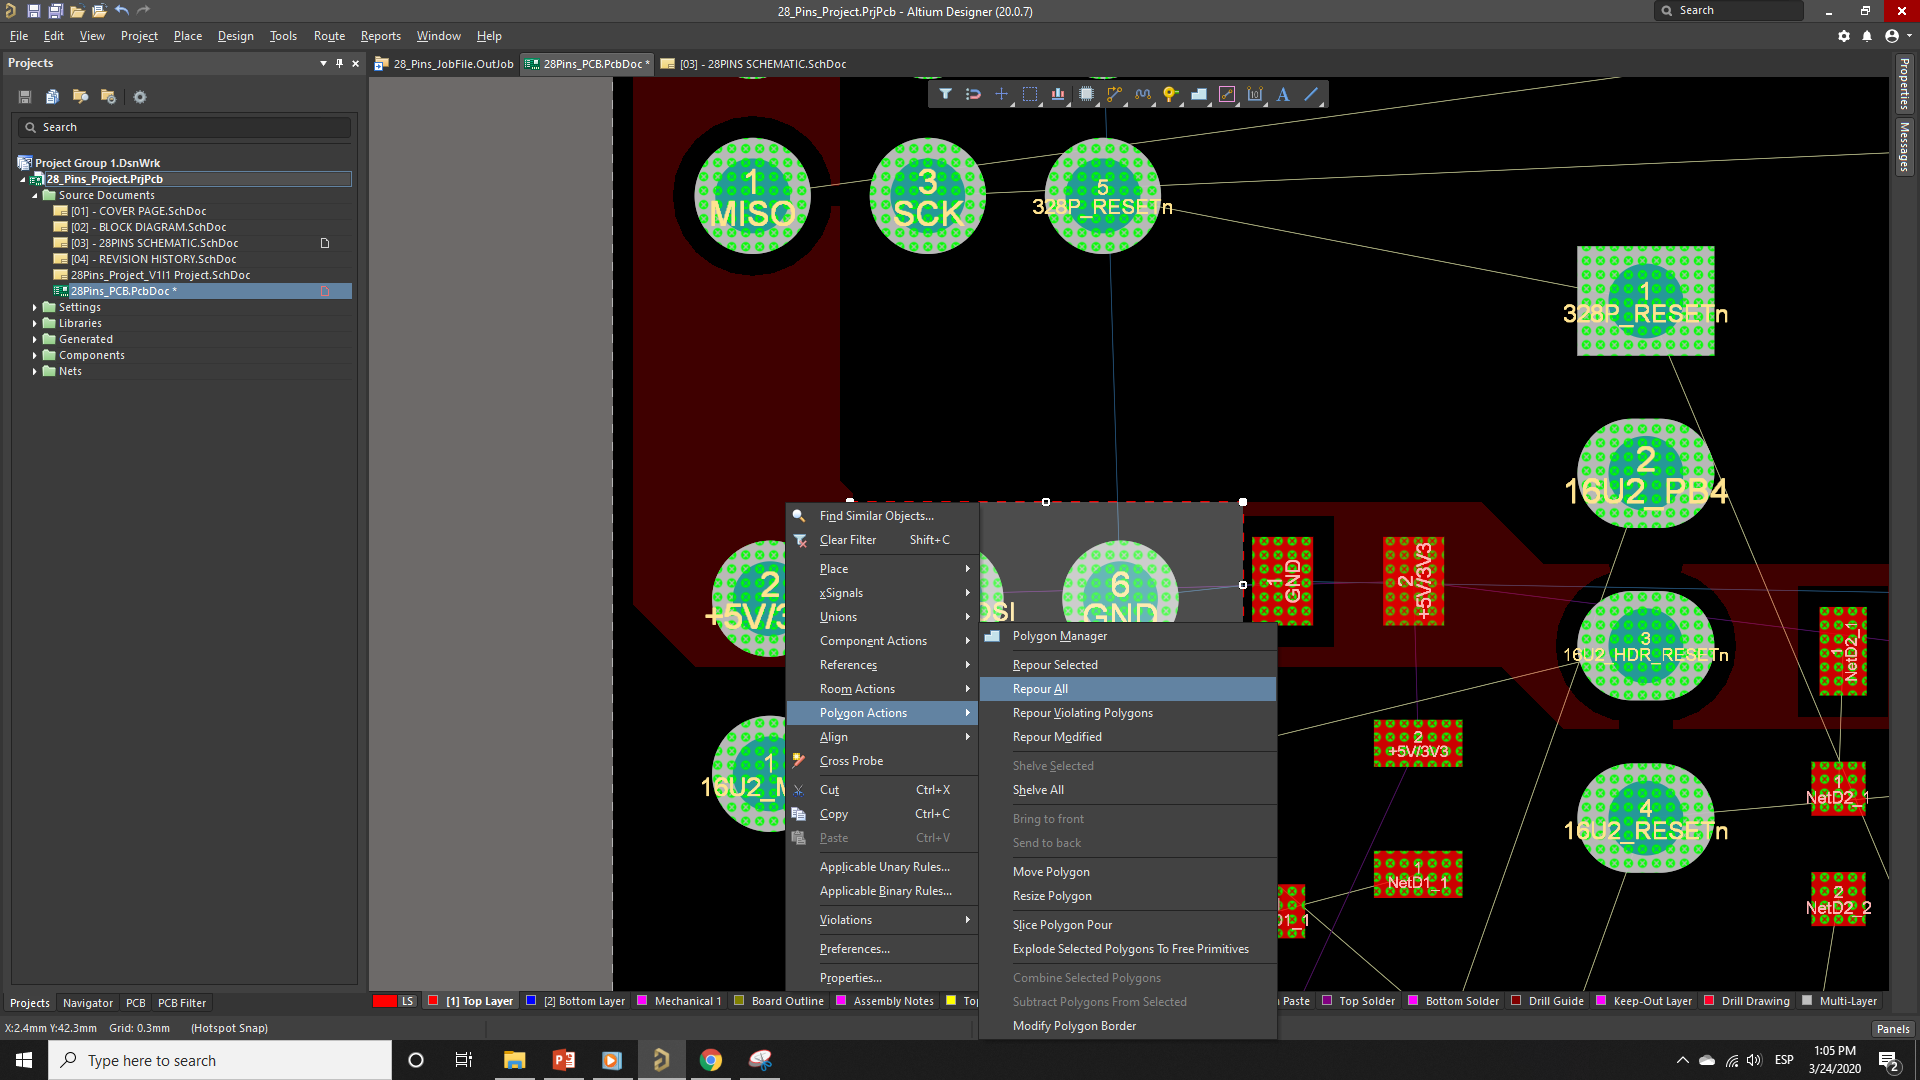 28_Pins_Project.PrjPcb - Altium Designer (20.0.7)
Search
File Edit View Project Place Design Tools Route Reports Window Help
Projects
28_Pins_JobFile.OutJob
28Pins_PCB.PcbDoc *
[03] - 28PINS SCHEMATIC.SchDoc
Search
Project Group 1.DsnWrk
28_Pins_Project.PrjPcb
Source Documents
[01] - COVER PAGE.SchDoc
[02] - BLOCK DIAGRAM.SchDoc
[03] - 28PINS SCHEMATIC.SchDoc
[04] - REVISION HISTORY.SchDoc
28Pins_Project_V1I1 Project.SchDoc
28Pins_PCB.PcbDoc *
Settings
Libraries
Generated
Components
Nets
Properties
Messages
1
MISO
3
SCK
5
328P_RESETn
1
328P_RESETn
2
16U2_PB4
2
+5V/3
6
GND
1
GND
2
+5V/3V3
3
16U2_HDR_RESETn
1
NetD2_1
1
16U2_M
2
+5V/3V3
1
NetD2_1
4
16U2_RESETn
1
NetD1_1
2
NetD2_2
Find Similar Objects...
Clear Filter Shift+C
Place
xSignals
Unions
Component Actions
References
Room Actions
Polygon Actions
Align
Cross Probe
Cut Ctrl+X
Copy Ctrl+C
Paste Ctrl+V
Applicable Unary Rules...
Applicable Binary Rules...
Violations
Preferences...
Properties...
Polygon Manager
Repour Selected
Repour All
Repour Violating Polygons
Repour Modified
Shelve Selected
Shelve All
Bring to front
Send to back
Move Polygon
Resize Polygon
Slice Polygon Pour
Explode Selected Polygons To Free Primitives
Combine Selected Polygons
Subtract Polygons From Selected
Modify Polygon Border
Projects Navigator PCB PCB Filter
LS [1] Top Layer [2] Bottom Layer Mechanical 1 Board Outline Assembly Notes To Paste Top Solder Bottom Solder Drill Guide Keep-Out Layer Drill Drawing Multi-Layer
X:2.4mm Y:42.3mm Grid: 0.3mm (Hotspot Snap)
Panels
Type here to search
ESP
1:05 PM
3/24/2020
2